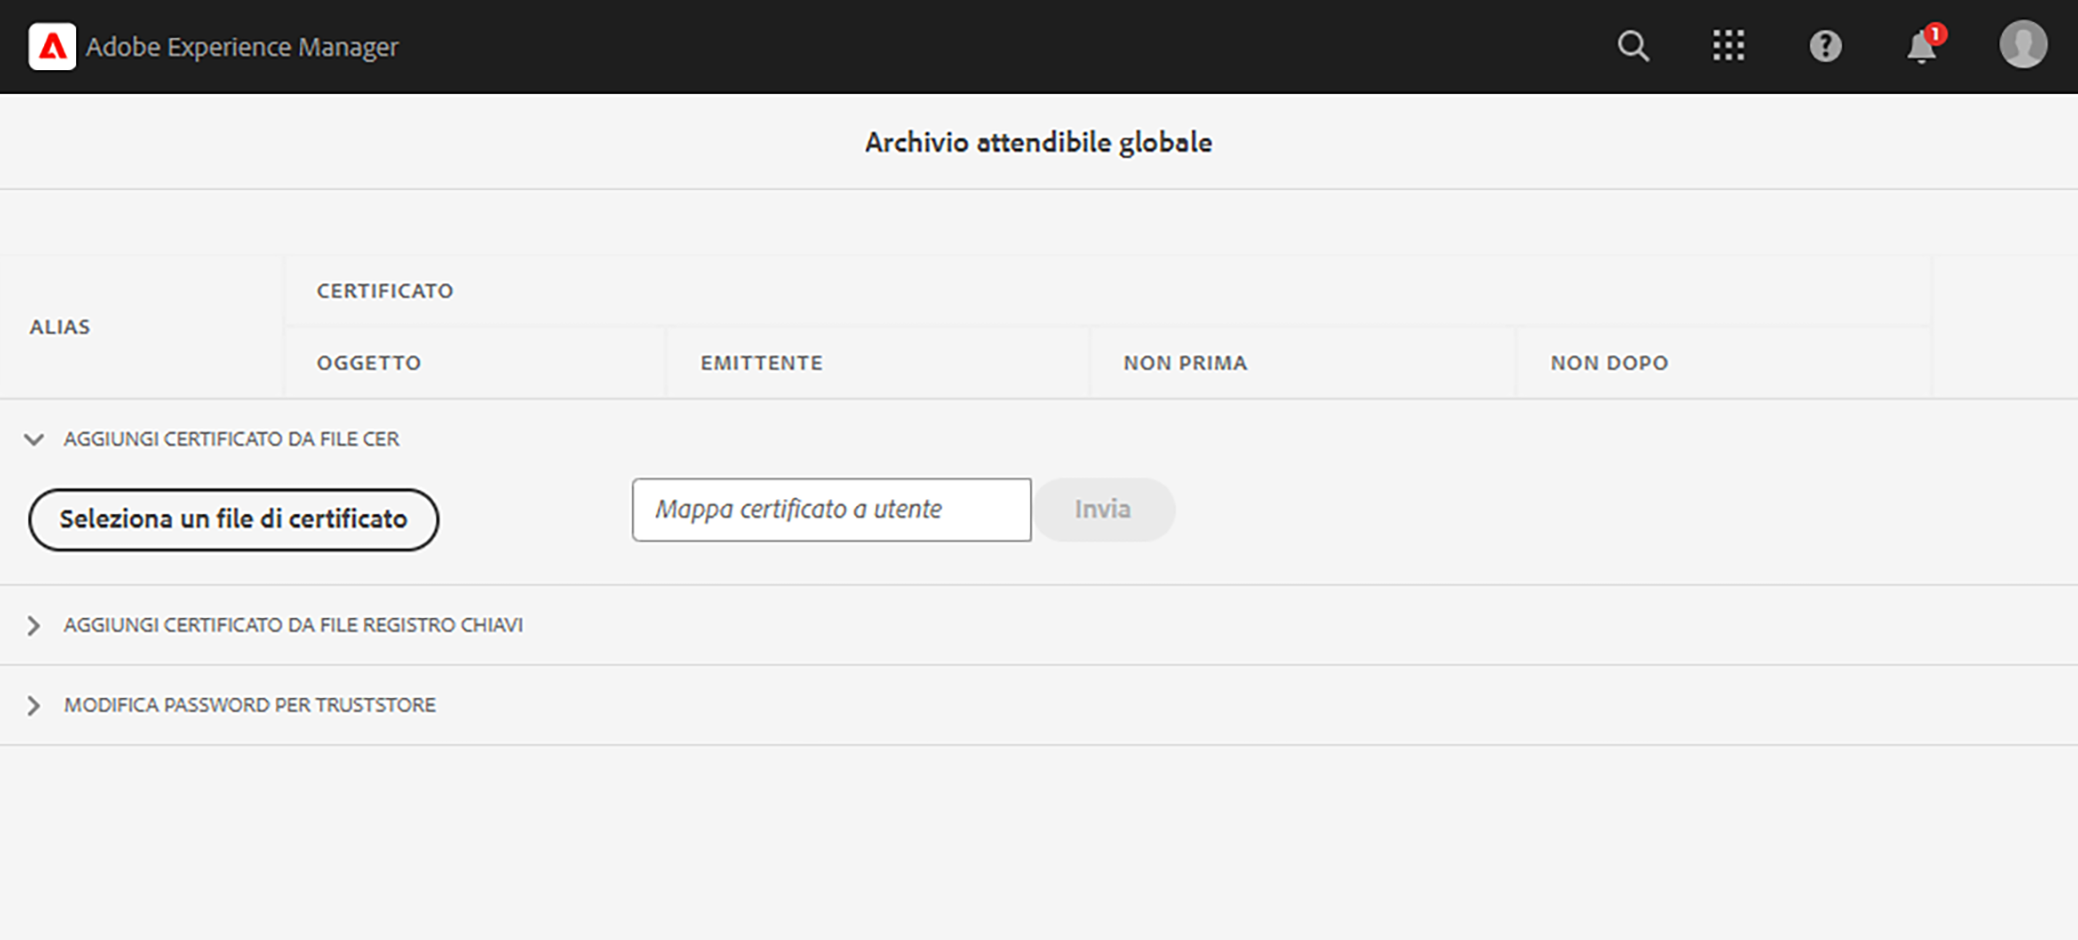 Adobe Experience Manager
1
Archivio attendibile globale
ALIAS
CERTIFICATO
OGGETTO
EMITTENTE
NON PRIMA
NON DOPO
AGGIUNGI CERTIFICATO DA FILE CER
Seleziona un file di certificato
Mappa certificato a utente
Invia
AGGIUNGI CERTIFICATO DA FILE REGISTRO CHIAVI
MODIFICA PASSWORD PER TRUSTSTORE